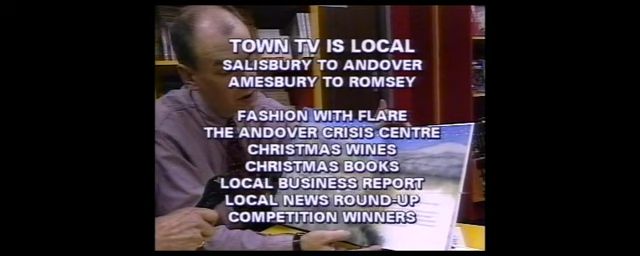 TOWN TV IS LOCAL
SALISBURY TO ANDOVER
AMESBURY TO ROMSEY
FASHION WITH FLARE
THE ANDOVER CRISIS CENTRE
CHRISTMAS WINES
CHRISTMAS BOOKS
LOCAL BUSINESS REPORT
LOCAL NEWS ROUND-UP
COMPETITION WINNERS